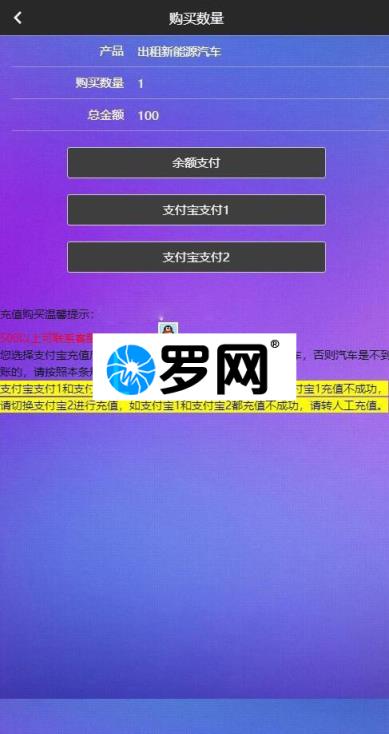 购买数量
产品 出租新能源汽车
购买数量 1
总金额 100
余额支付
支付宝支付1
支付宝支付2
充值购买温馨提示：
500以上可联系客服
您选择支付宝充值 车，否则汽车是不到
账的，请按照本条
罗网®
支付宝支付1和支付 付宝1充值不成功，
请切换支付宝2进行充值，如支付宝1和支付宝2都充值不成功，请转人工充值。